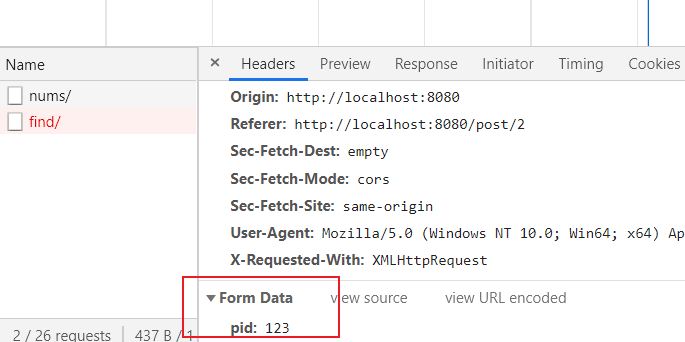 Name
× Headers Preview Response Initiator Timing Cookies
nums/
find/
Origin: http://localhost:8080
Referer: http://localhost:8080/post/2
Sec-Fetch-Dest: empty
Sec-Fetch-Mode: cors
Sec-Fetch-Site: same-origin
User-Agent: Mozilla/5.0 (Windows NT 10.0; Win64; x64) Ap
X-Requested-With: XMLHttpRequest
▼Form Data view source view URL encoded
pid: 123
2 / 26 requests 437 B / 1